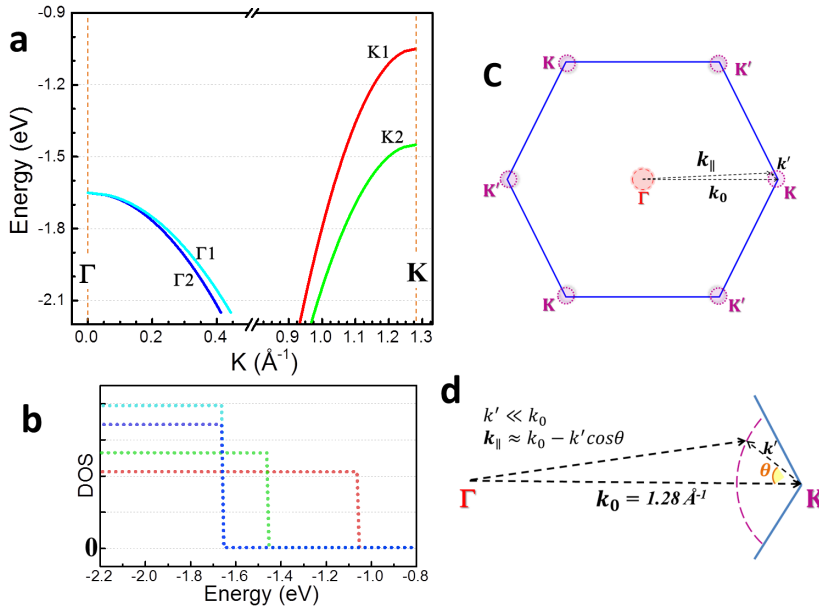 a
Energy (eV)
-0.9
-1.2
-1.5
-1.8
-2.1
K1
K2
Γ1
Γ2
Γ
K
0.0
0.2
0.4
0.9
1.0
1.1
1.2
1.3
K (Å⁻¹)
b
DOS
0
-2.2
-2.0
-1.8
-1.6
-1.4
-1.2
-1.0
-0.8
Energy (eV)
C
K
K′
K′
k∥
k′
k₀
Γ
K
K
K′
d
k′ ≪ k₀
k∥ ≈ k₀ − k′cosθ
k′
θ
Γ
K
k₀ = 1.28 Å⁻¹